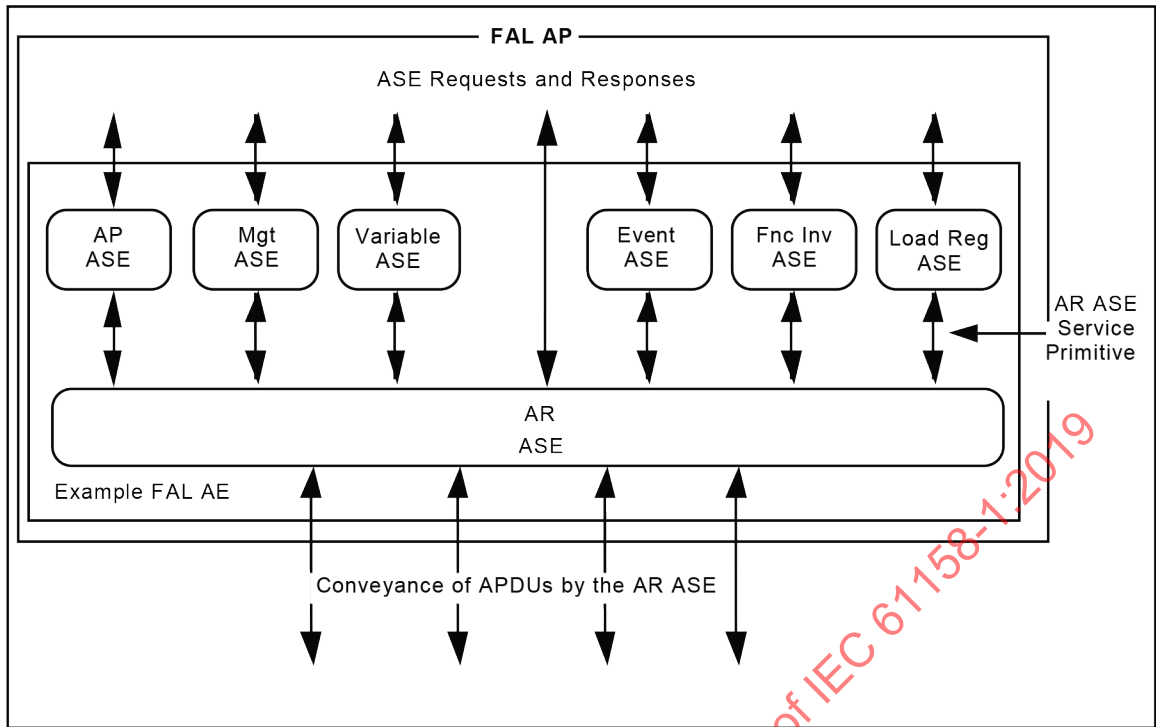 FAL AP
ASE Requests and Responses
AP
ASE
Mgt
ASE
Variable
ASE
Event
ASE
Fnc Inv
ASE
Load Reg
ASE
AR ASE
Service
Primitive
AR
ASE
Example FAL AE
Conveyance of APDUs by the AR ASE
of IEC 61158-1:2019